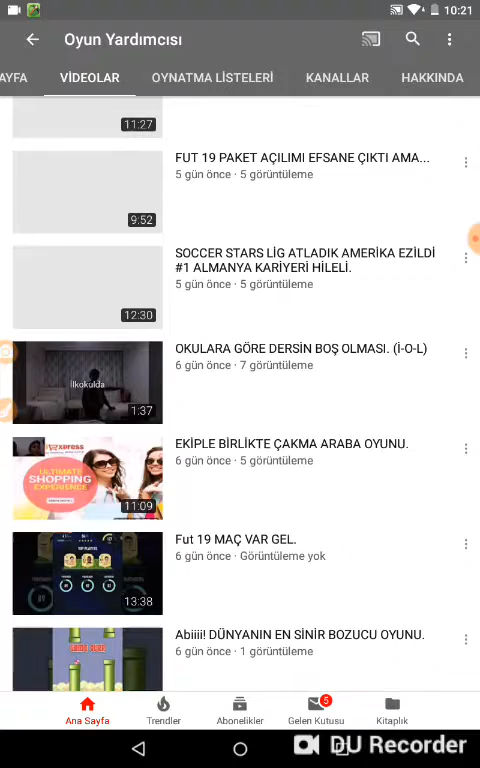 10:21
Oyun Yardımcısı
AYFA VİDEOLAR OYNATMA LİSTELERİ KANALLAR HAKKINDA
11:27
FUT 19 PAKET AÇILIMI EFSANE ÇIKTI AMA...
5 gün önce · 5 görüntüleme
9:52
SOCCER STARS LİG ATLADIK AMERİKA EZİLDİ
#1 ALMANYA KARİYERİ HİLELİ.
5 gün önce · 5 görüntüleme
12:30
OKULARA GÖRE DERSİN BOŞ OLMASI. (İ-O-L)
6 gün önce · 7 görüntüleme
İlkokulda
1:37
EKİPLE BİRLİKTE ÇAKMA ARABA OYUNU.
6 gün önce · 5 görüntüleme
xpress
ULTIMATE
SHOPPING
EXPERIENCE
11:09
Fut 19 MAÇ VAR GEL.
6 gün önce · Görüntüleme yok
13:38
Abiiii! DÜNYANIN EN SİNİR BOZUCU OYUNU.
6 gün önce · 1 görüntüleme
5
Ana Sayfa Trendler Abonelikler Gelen Kutusu Kitaplık
DU Recorder